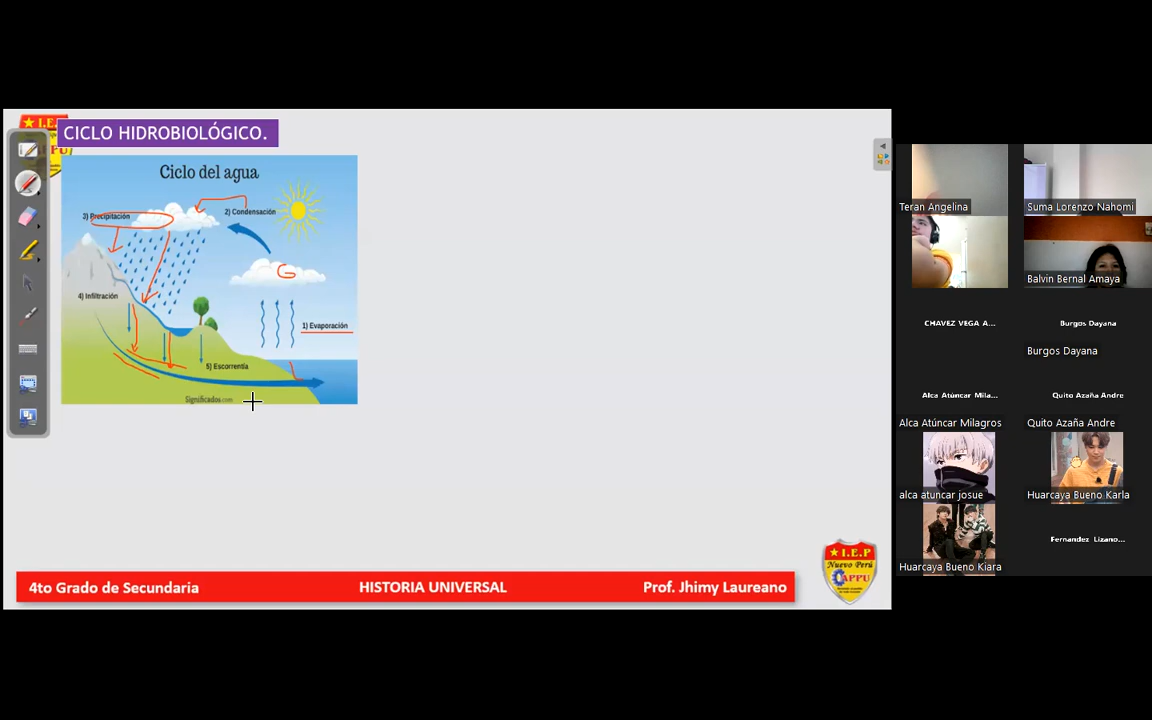 I.E.
PU
CICLO HIDROBIOLÓGICO.
Ciclo del agua
3) Precipitación
2) Condensación
4) Infiltración
1) Evaporación
5) Escorrentía
Significados.com
G
I.E.P
Nuevo Perú
CAPPU
4to Grado de Secundaria
HISTORIA UNIVERSAL
Prof. Jhimy Laureano
Teran Angelina
Suma Lorenzo Nahomi
Balvin Bernal Amaya
CHAVEZ VEGA A...
Burgos Dayana
Burgos Dayana
Alca Atúncar Mila...
Quito Azaña Andre
Alca Atúncar Milagros
Quito Azaña Andre
alca atuncar josue
Huarcaya Bueno Karla
Huarcaya Bueno Kiara
Fernandez Lizano...